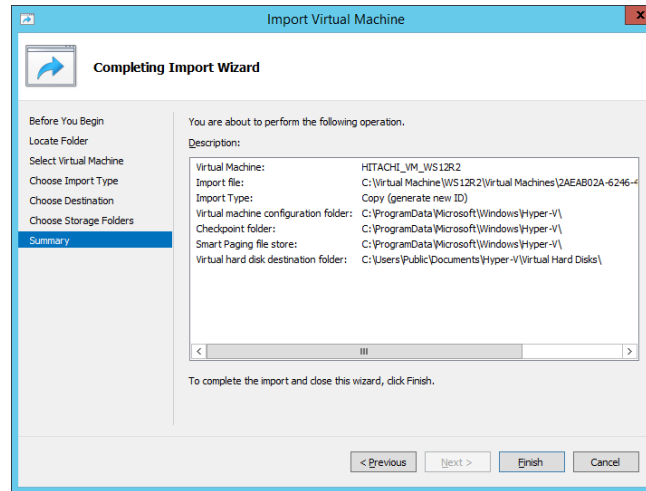 Import Virtual Machine
x
Completing Import Wizard
Before You Begin
Locate Folder
Select Virtual Machine
Choose Import Type
Choose Destination
Choose Storage Folders
Summary
You are about to perform the following operation.
Description:
Virtual Machine: HITACHI_VM_WS12R2
Import file: C:\Virtual Machine\WS12R2\Virtual Machines\2AEAB02A-6246-4
Import Type: Copy (generate new ID)
Virtual machine configuration folder: C:\ProgramData\Microsoft\Windows\Hyper-V\
Checkpoint folder: C:\ProgramData\Microsoft\Windows\Hyper-V\
Smart Paging file store: C:\ProgramData\Microsoft\Windows\Hyper-V\
Virtual hard disk destination folder: C:\Users\Public\Documents\Hyper-V\Virtual Hard Disks\
To complete the import and close this wizard, click Finish.
< Previous Next > Finish Cancel